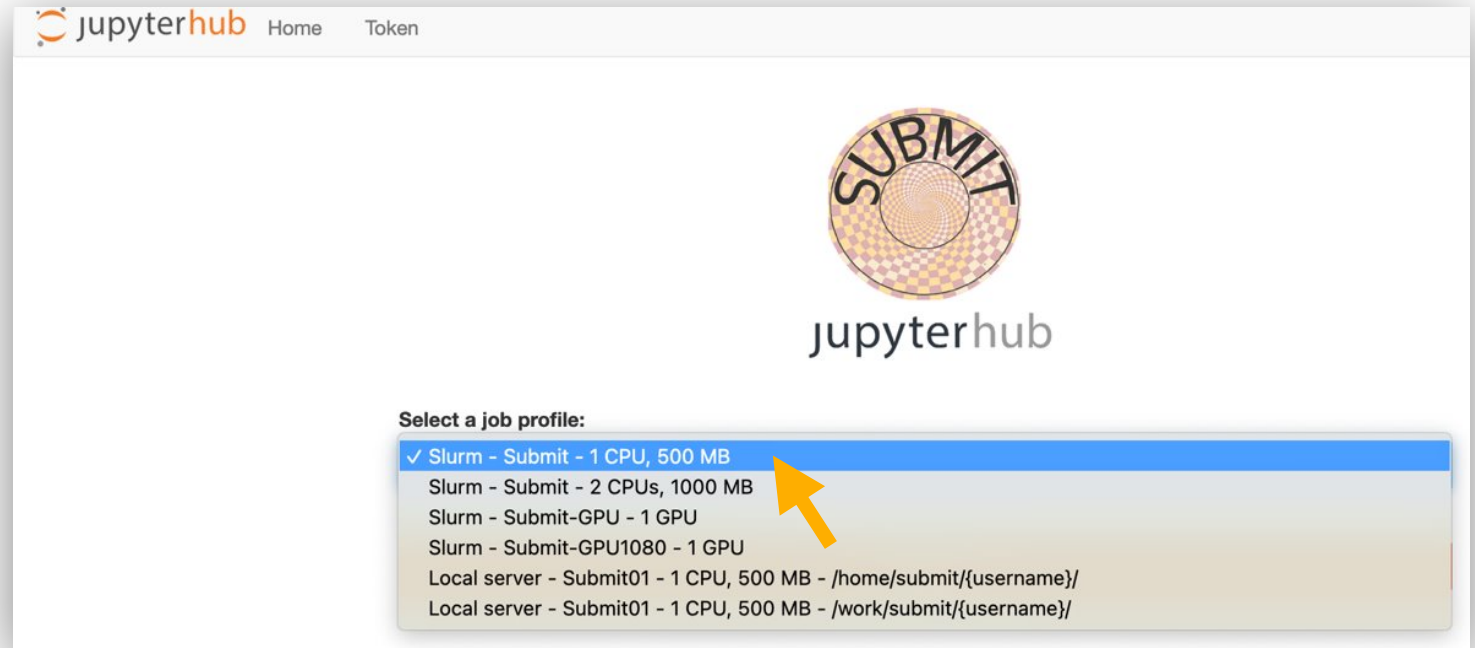 jupyterhub Home Token
SUBMIT
jupyterhub
Select a job profile:
✓ Slurm - Submit - 1 CPU, 500 MB
Slurm - Submit - 2 CPUs, 1000 MB
Slurm - Submit-GPU - 1 GPU
Slurm - Submit-GPU1080 - 1 GPU
Local server - Submit01 - 1 CPU, 500 MB - /home/submit/{username}/
Local server - Submit01 - 1 CPU, 500 MB - /work/submit/{username}/